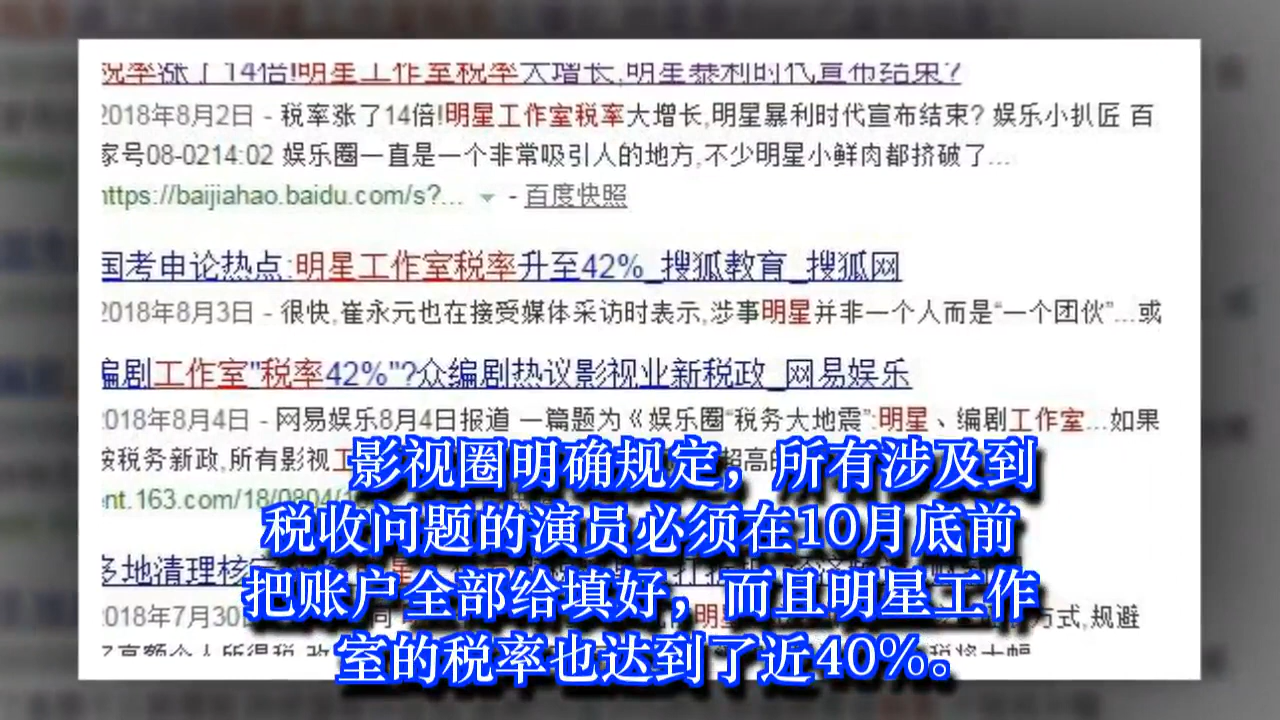 税率涨了14倍!明星工作室税率大增长,明星暴利时代宣布结束?
2018年8月2日 - 税率涨了14倍!明星工作室税率大增长,明星暴利时代宣布结束? 娱乐小扒匠 百
家号08-0214:02 娱乐圈一直是一个非常吸引人的地方,不少明星小鲜肉都挤破了...
https://baijiahao.baidu.com/s?... - 百度快照
国考申论热点:明星工作室税率升至42%_搜狐教育_搜狐网
2018年8月3日 - 很快,崔永元也在接受媒体采访时表示,涉事明星并非一个人而是“一个团伙”...或
编剧工作室"税率42%"?众编剧热议影视业新税政_网易娱乐
2018年8月4日 - 网易娱乐8月4日报道 一篇题为《娱乐圈“税务大地震”:明星、编剧工作室...如果
按税务新政,所有影视工
ent.163.com/18/0804/1
多地清理核
2018年7月30日
方式,规避
影视圈明确规定，所有涉及到
税收问题的演员必须在10月底前
把账户全部给填好，而且明星工作
室的税率也达到了近40%。